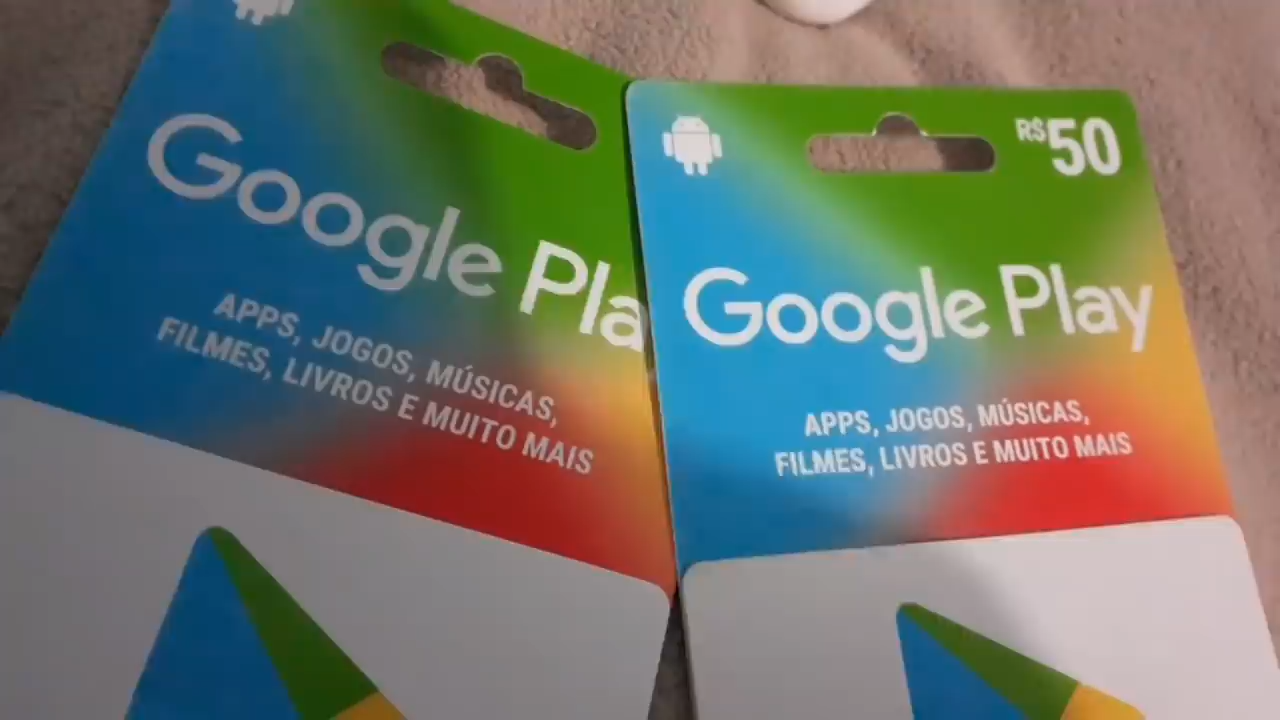 Google Pla
APPS, JOGOS, MÚSICAS,
FILMES, LIVROS E MUITO MAIS
R$50
Google Play
APPS, JOGOS, MÚSICAS,
FILMES, LIVROS E MUITO MAIS